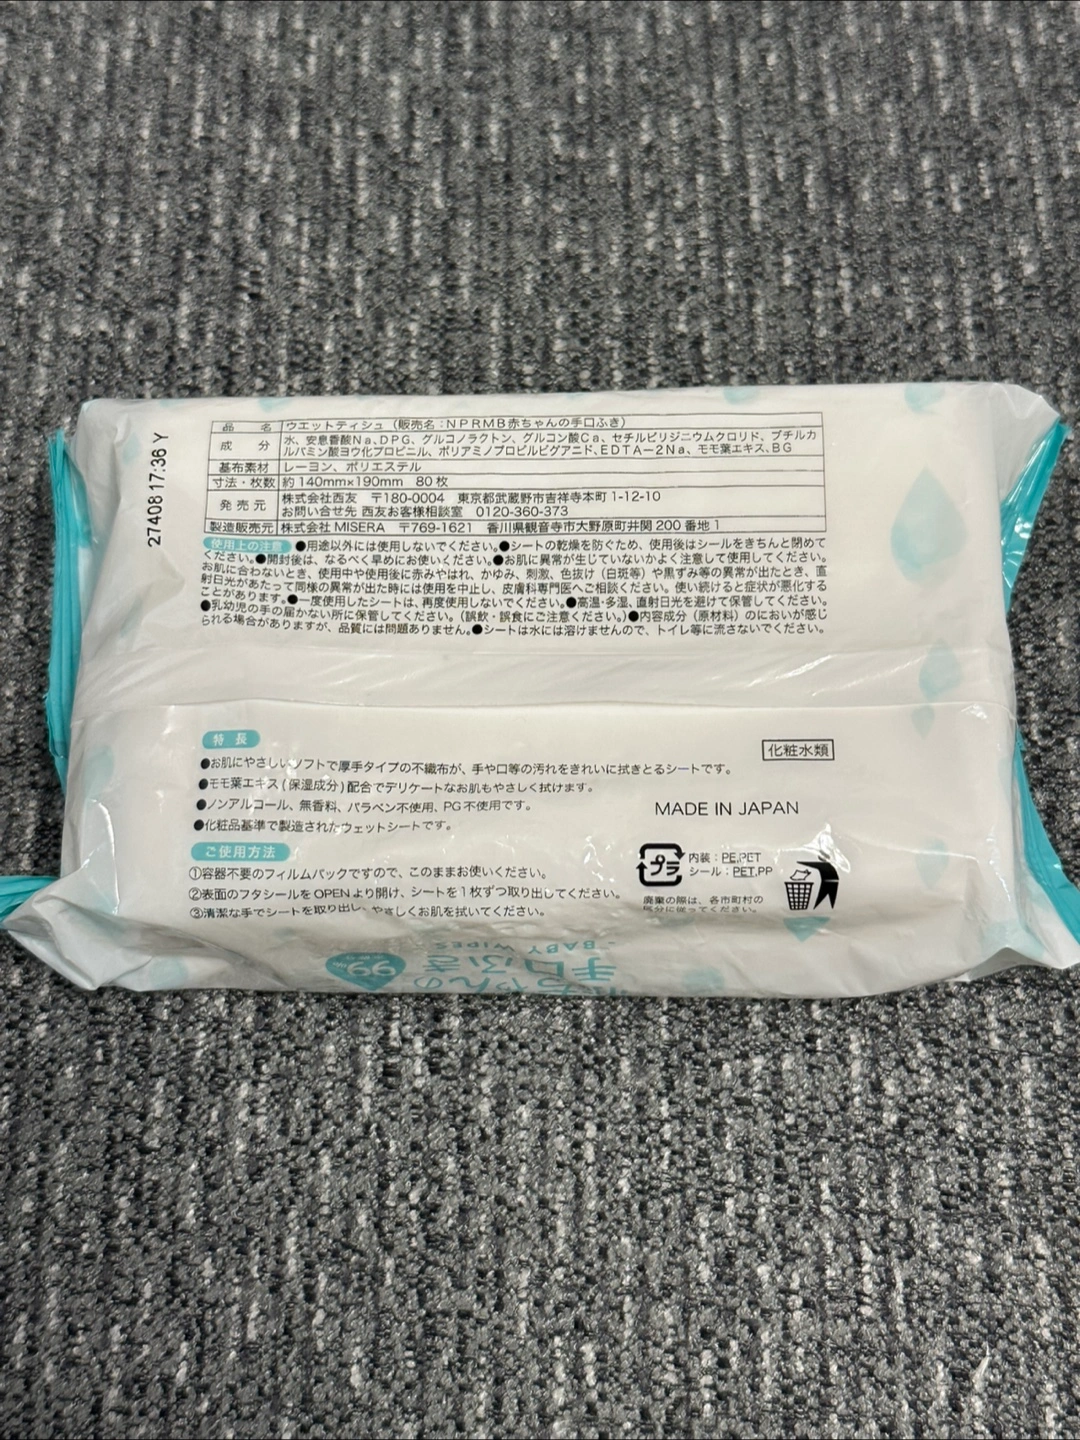 27408 17:36 Y
品名 ウエットティシュ（販売名：NPRMB赤ちゃんの手口ふき）
成分 水、安息香酸Na、DPG、グルコノラクトン、グルコン酸Ca、セチルピリジニウムクロリド、ブチルカ
ルバミン酸ヨウ化プロピニル、ポリアミノプロピルビグアニド、EDTA－2Na、モモ葉エキス、BG
基布素材 レーヨン、ポリエステル
寸法・枚数 約140mm×190mm 80枚
発売元 株式会社西友 〒180-0004 東京都武蔵野市吉祥寺本町1-12-10
お問い合せ先 西友お客様相談室 0120-360-373
製造販売元 株式会社 MISERA 〒769-1621 香川県観音寺市大野原町井関200番地1
使用上の注意 ●用途以外には使用しないでください。●シートの乾燥を防ぐため、使用後はシールをきちんと閉めて
ください。●開封後は、なるべく早めにお使いください。●お肌に異常が生じていないかよく注意して使用してください。
お肌に合わないとき、使用中や使用後に赤みやはれ、かゆみ、刺激、色抜け（白斑等）や黒ずみ等の異常が出たとき、直
射日光があたって同様の異常が出た時には使用を中止し、皮膚科専門医へご相談ください。使い続けると症状が悪化する
ことがあります。●一度使用したシートは、再度使用しないでください。●高温・多湿、直射日光を避けて保管してください。
●乳幼児の手の届かない所に保管してください。（誤飲・誤食にご注意ください。）●内容成分（原材料）のにおいが感じ
られる場合がありますが、品質には問題ありません。●シートは水には溶けませんので、トイレ等に流さないでください。
特長
●お肌にやさしいソフトで厚手タイプの不織布が、手や口等の汚れをきれいに拭きとるシートです。
●モモ葉エキス(保湿成分)配合でデリケートなお肌もやさしく拭けます。
●ノンアルコール、無香料、パラベン不使用、PG不使用です。
●化粧品基準で製造されたウェットシートです。
化粧水類
MADE IN JAPAN
ご使用方法
①容器不要のフィルムパックですので、このままお使いください。
②表面のフタシールをOPENより開け、シートを1枚ずつ取り出してください。
③清潔な手でシートを取り出し、やさしくお肌を拭いてください。
プラ
内装：PE,PET
シール：PET,PP
廃棄の際は、各市町村の
区分に従ってください。
BABY WIPES
手口ふき
ちゃんの
99%